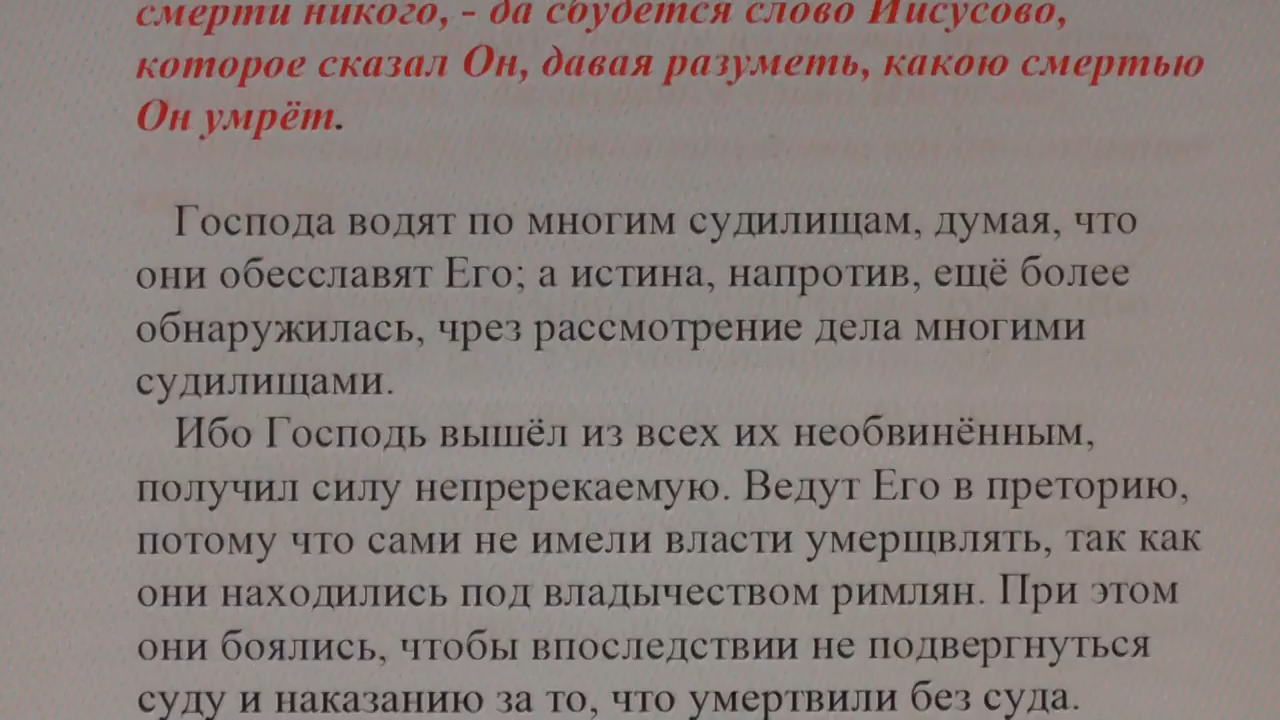 смерти никого, - да сбудется слово Иисусово,
которое сказал Он, давая разуметь, какою смертью
Он умрёт.
Господа водят по многим судилищам, думая, что
они обесславят Его; а истина, напротив, ещё более
обнаружилась, чрез рассмотрение дела многими
судилищами.
Ибо Господь вышёл из всех их необвинённым,
получил силу непререкаемую. Ведут Его в преторию,
потому что сами не имели власти умерщвлять, так как
они находились под владычеством римлян. При этом
они боялись, чтобы впоследствии не подвергнуться
суду и наказанию за то, что умертвили без суда.